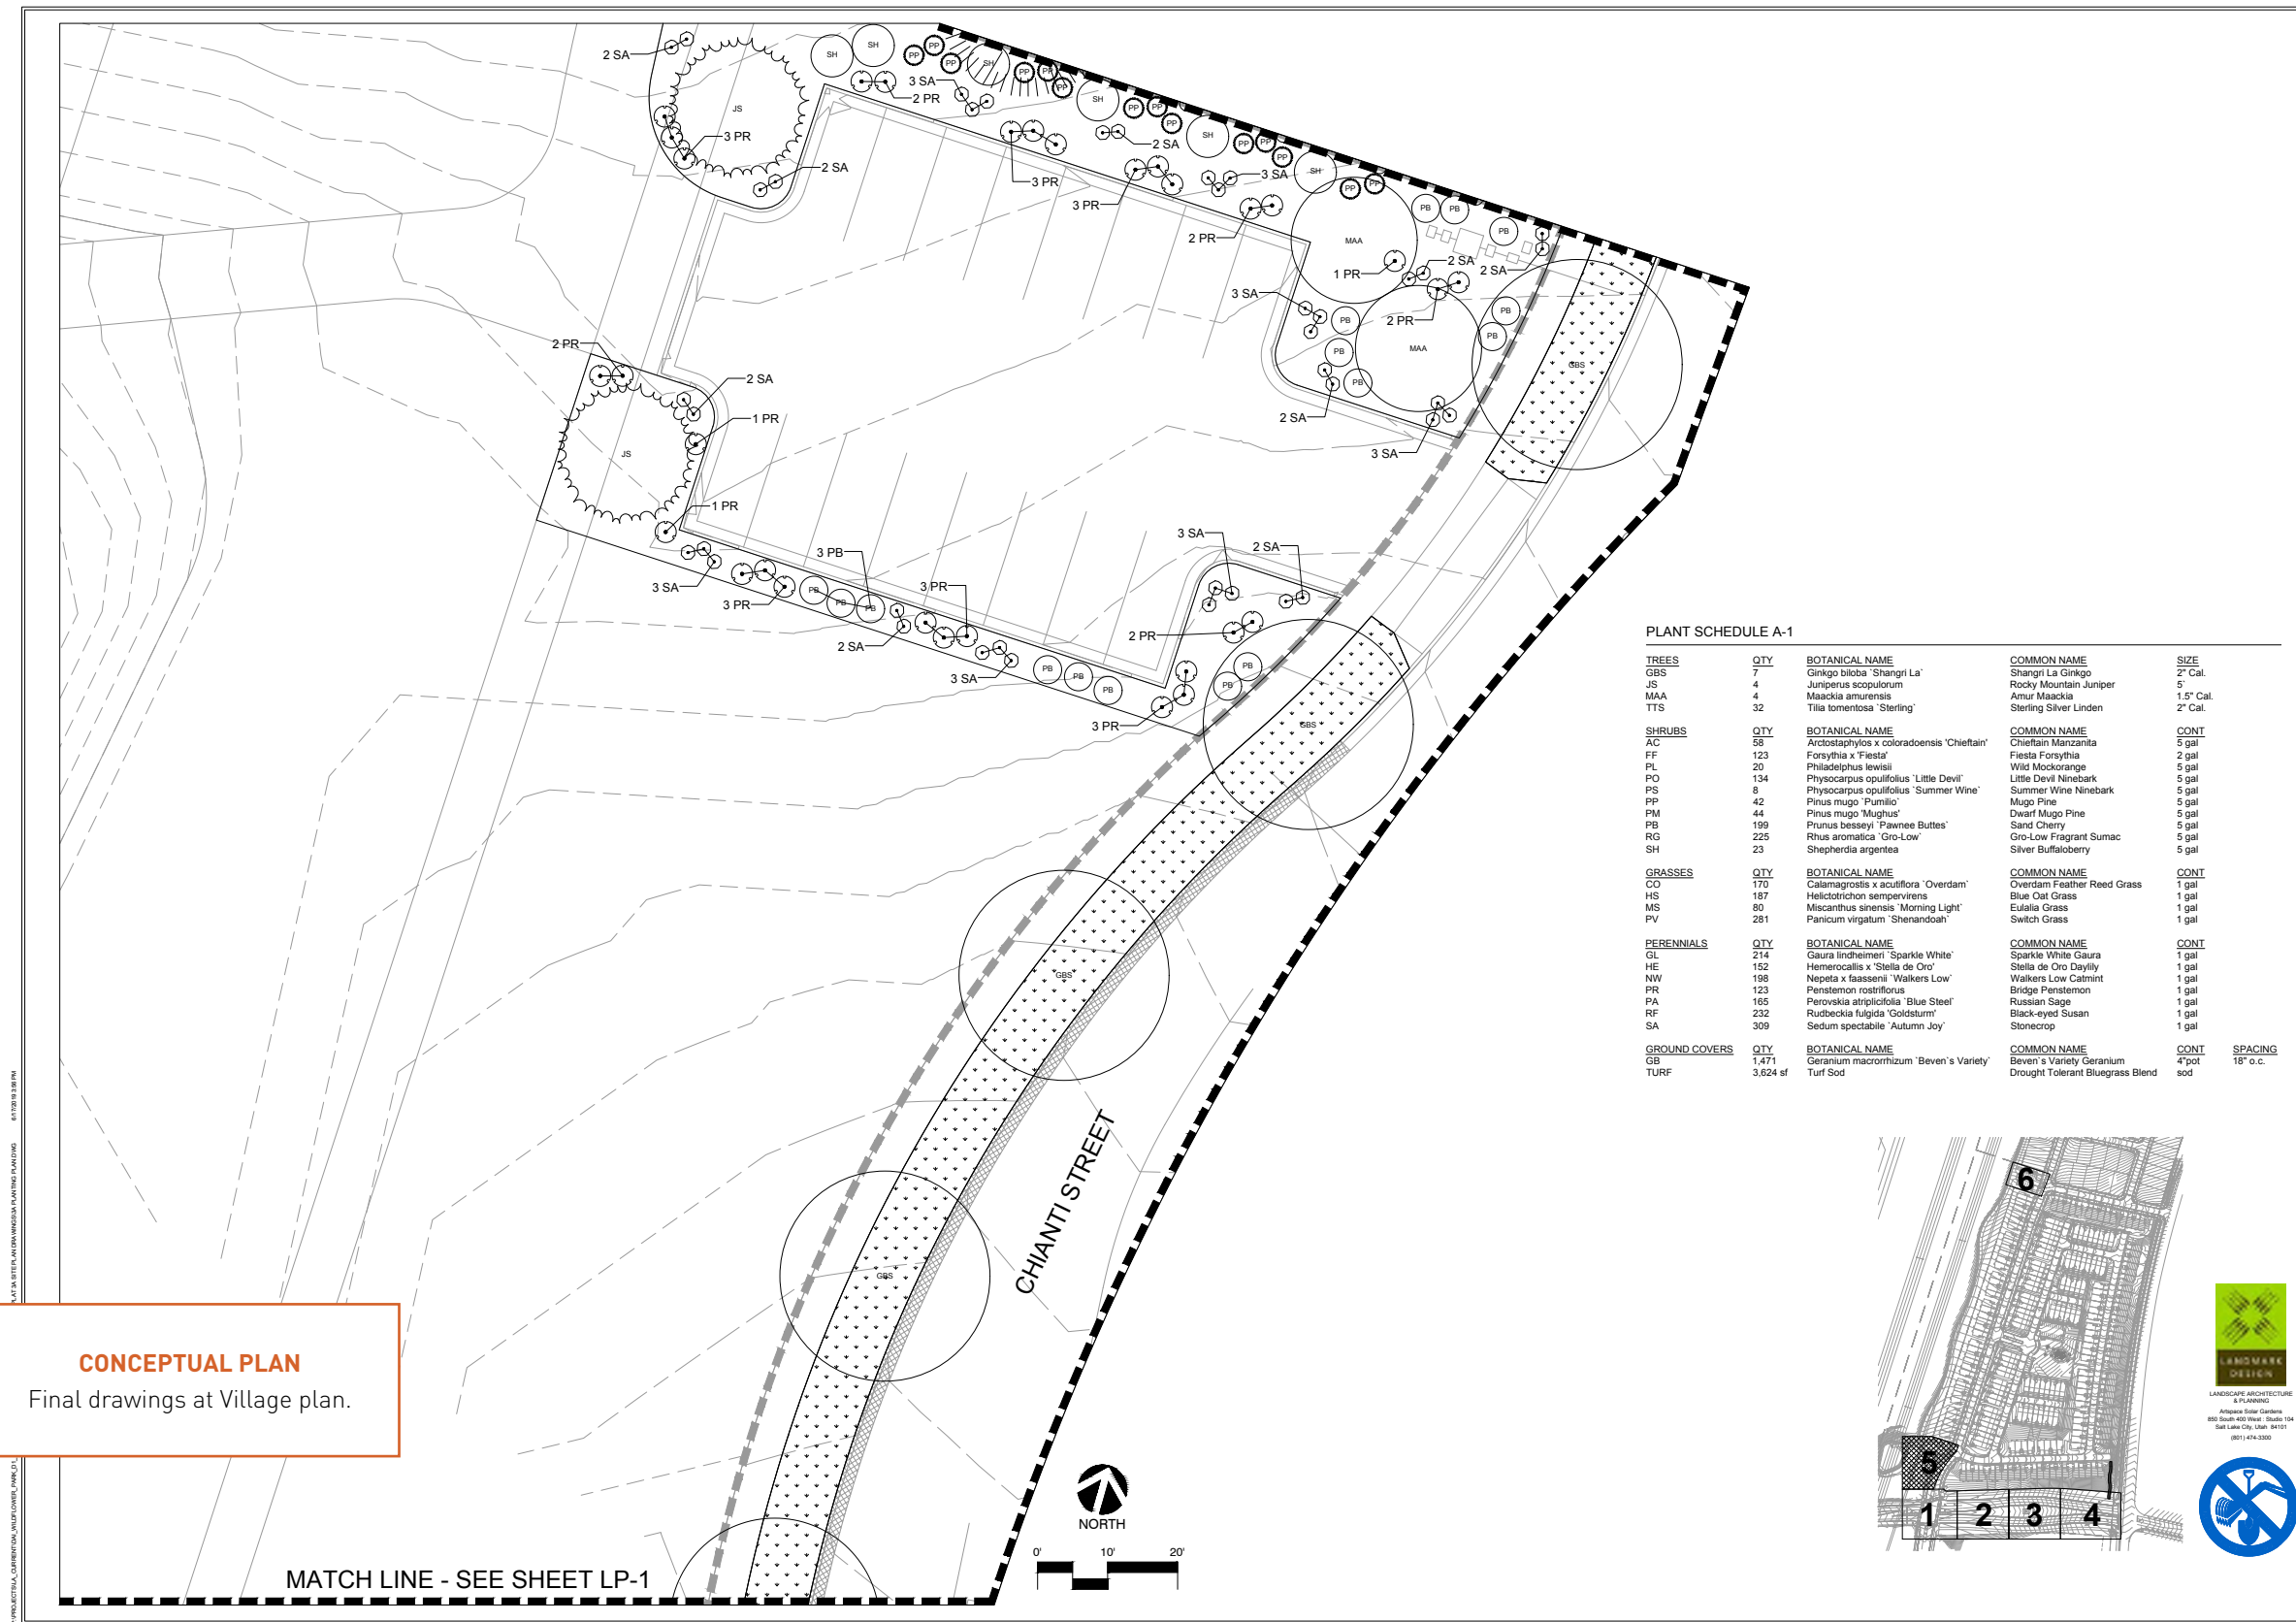 2 SA
SH
SH
PP
PP
PP
SH
PP
PP
PP
3 SA
2 PR
JS
SH
PP
PP
PP
3 PR
SH
PP
PP
PP
2 SA
2 SA
3 PR
SH
3 SA
PP
PP
3 PR
PB
PB
PB
2 PR
MAA
1 PR
2 SA
2 SA
3 SA
PB
2 PR
PB
PB
MAA
PB
PB
GBS
2 PR
2 SA
1 PR
2 SA
3 SA
JS
1 PR
3 SA
2 SA
3 PB
3 SA
3 PR
PB
PB
PB
3 PR
2 SA
2 PR
3 SA
PB
PB
PB
PB
PB
3 PR
GBS
GBS
GBS
CHIANTI STREET
PLANT SCHEDULE A-1
TREES QTY BOTANICAL NAME COMMON NAME SIZE
GBS 7 Ginkgo biloba `Shangri La` Shangri La Ginkgo 2" Cal.
JS 4 Juniperus scopulorum Rocky Mountain Juniper 5`
MAA 4 Maackia amurensis Amur Maackia 1.5" Cal.
TTS 32 Tilia tomentosa `Sterling` Sterling Silver Linden 2" Cal.
SHRUBS QTY BOTANICAL NAME COMMON NAME CONT
AC 58 Arctostaphylos x coloradoensis 'Chieftain' Chieftain Manzanita 5 gal
FF 123 Forsythia x 'Fiesta' Fiesta Forsythia 2 gal
PL 20 Philadelphus lewisii Wild Mockorange 5 gal
PO 134 Physocarpus opulifolius `Little Devil` Little Devil Ninebark 5 gal
PS 8 Physocarpus opulifolius `Summer Wine` Summer Wine Ninebark 5 gal
PP 42 Pinus mugo `Pumilio` Mugo Pine 5 gal
PM 44 Pinus mugo 'Mughus' Dwarf Mugo Pine 5 gal
PB 199 Prunus besseyi `Pawnee Buttes` Sand Cherry 5 gal
RG 225 Rhus aromatica `Gro-Low` Gro-Low Fragrant Sumac 5 gal
SH 23 Shepherdia argentea Silver Buffaloberry 5 gal
GRASSES QTY BOTANICAL NAME COMMON NAME CONT
CO 170 Calamagrostis x acutiflora `Overdam` Overdam Feather Reed Grass 1 gal
HS 187 Helictotrichon sempervirens Blue Oat Grass 1 gal
MS 80 Miscanthus sinensis `Morning Light` Eulalia Grass 1 gal
PV 281 Panicum virgatum `Shenandoah` Switch Grass 1 gal
PERENNIALS QTY BOTANICAL NAME COMMON NAME CONT
GL 214 Gaura lindheimeri `Sparkle White` Sparkle White Gaura 1 gal
HE 152 Hemerocallis x 'Stella de Oro' Stella de Oro Daylily 1 gal
NW 198 Nepeta x faassenii `Walkers Low` Walkers Low Catmint 1 gal
PR 123 Penstemon rostriflorus Bridge Penstemon 1 gal
PA 165 Perovskia atriplicifolia `Blue Steel` Russian Sage 1 gal
RF 232 Rudbeckia fulgida 'Goldsturm' Black-eyed Susan 1 gal
SA 309 Sedum spectabile `Autumn Joy` Stonecrop 1 gal
GROUND COVERS QTY BOTANICAL NAME COMMON NAME CONT SPACING
GB 1,471 Geranium macrorrhizum `Beven`s Variety` Beven`s Variety Geranium 4"pot 18" o.c.
TURF 3,624 sf Turf Sod Drought Tolerant Bluegrass Blend sod
6
5
1 2 3 4
LANDMARK
DESIGN
LANDSCAPE ARCHITECTURE
& PLANNING
Artspace Solar Gardens
850 South 400 West : Studio 104
Salt Lake City, Utah 84101
(801) 474-3300
CONCEPTUAL PLAN
Final drawings at Village plan.
NORTH
0' 10' 20'
MATCH LINE - SEE SHEET LP-1